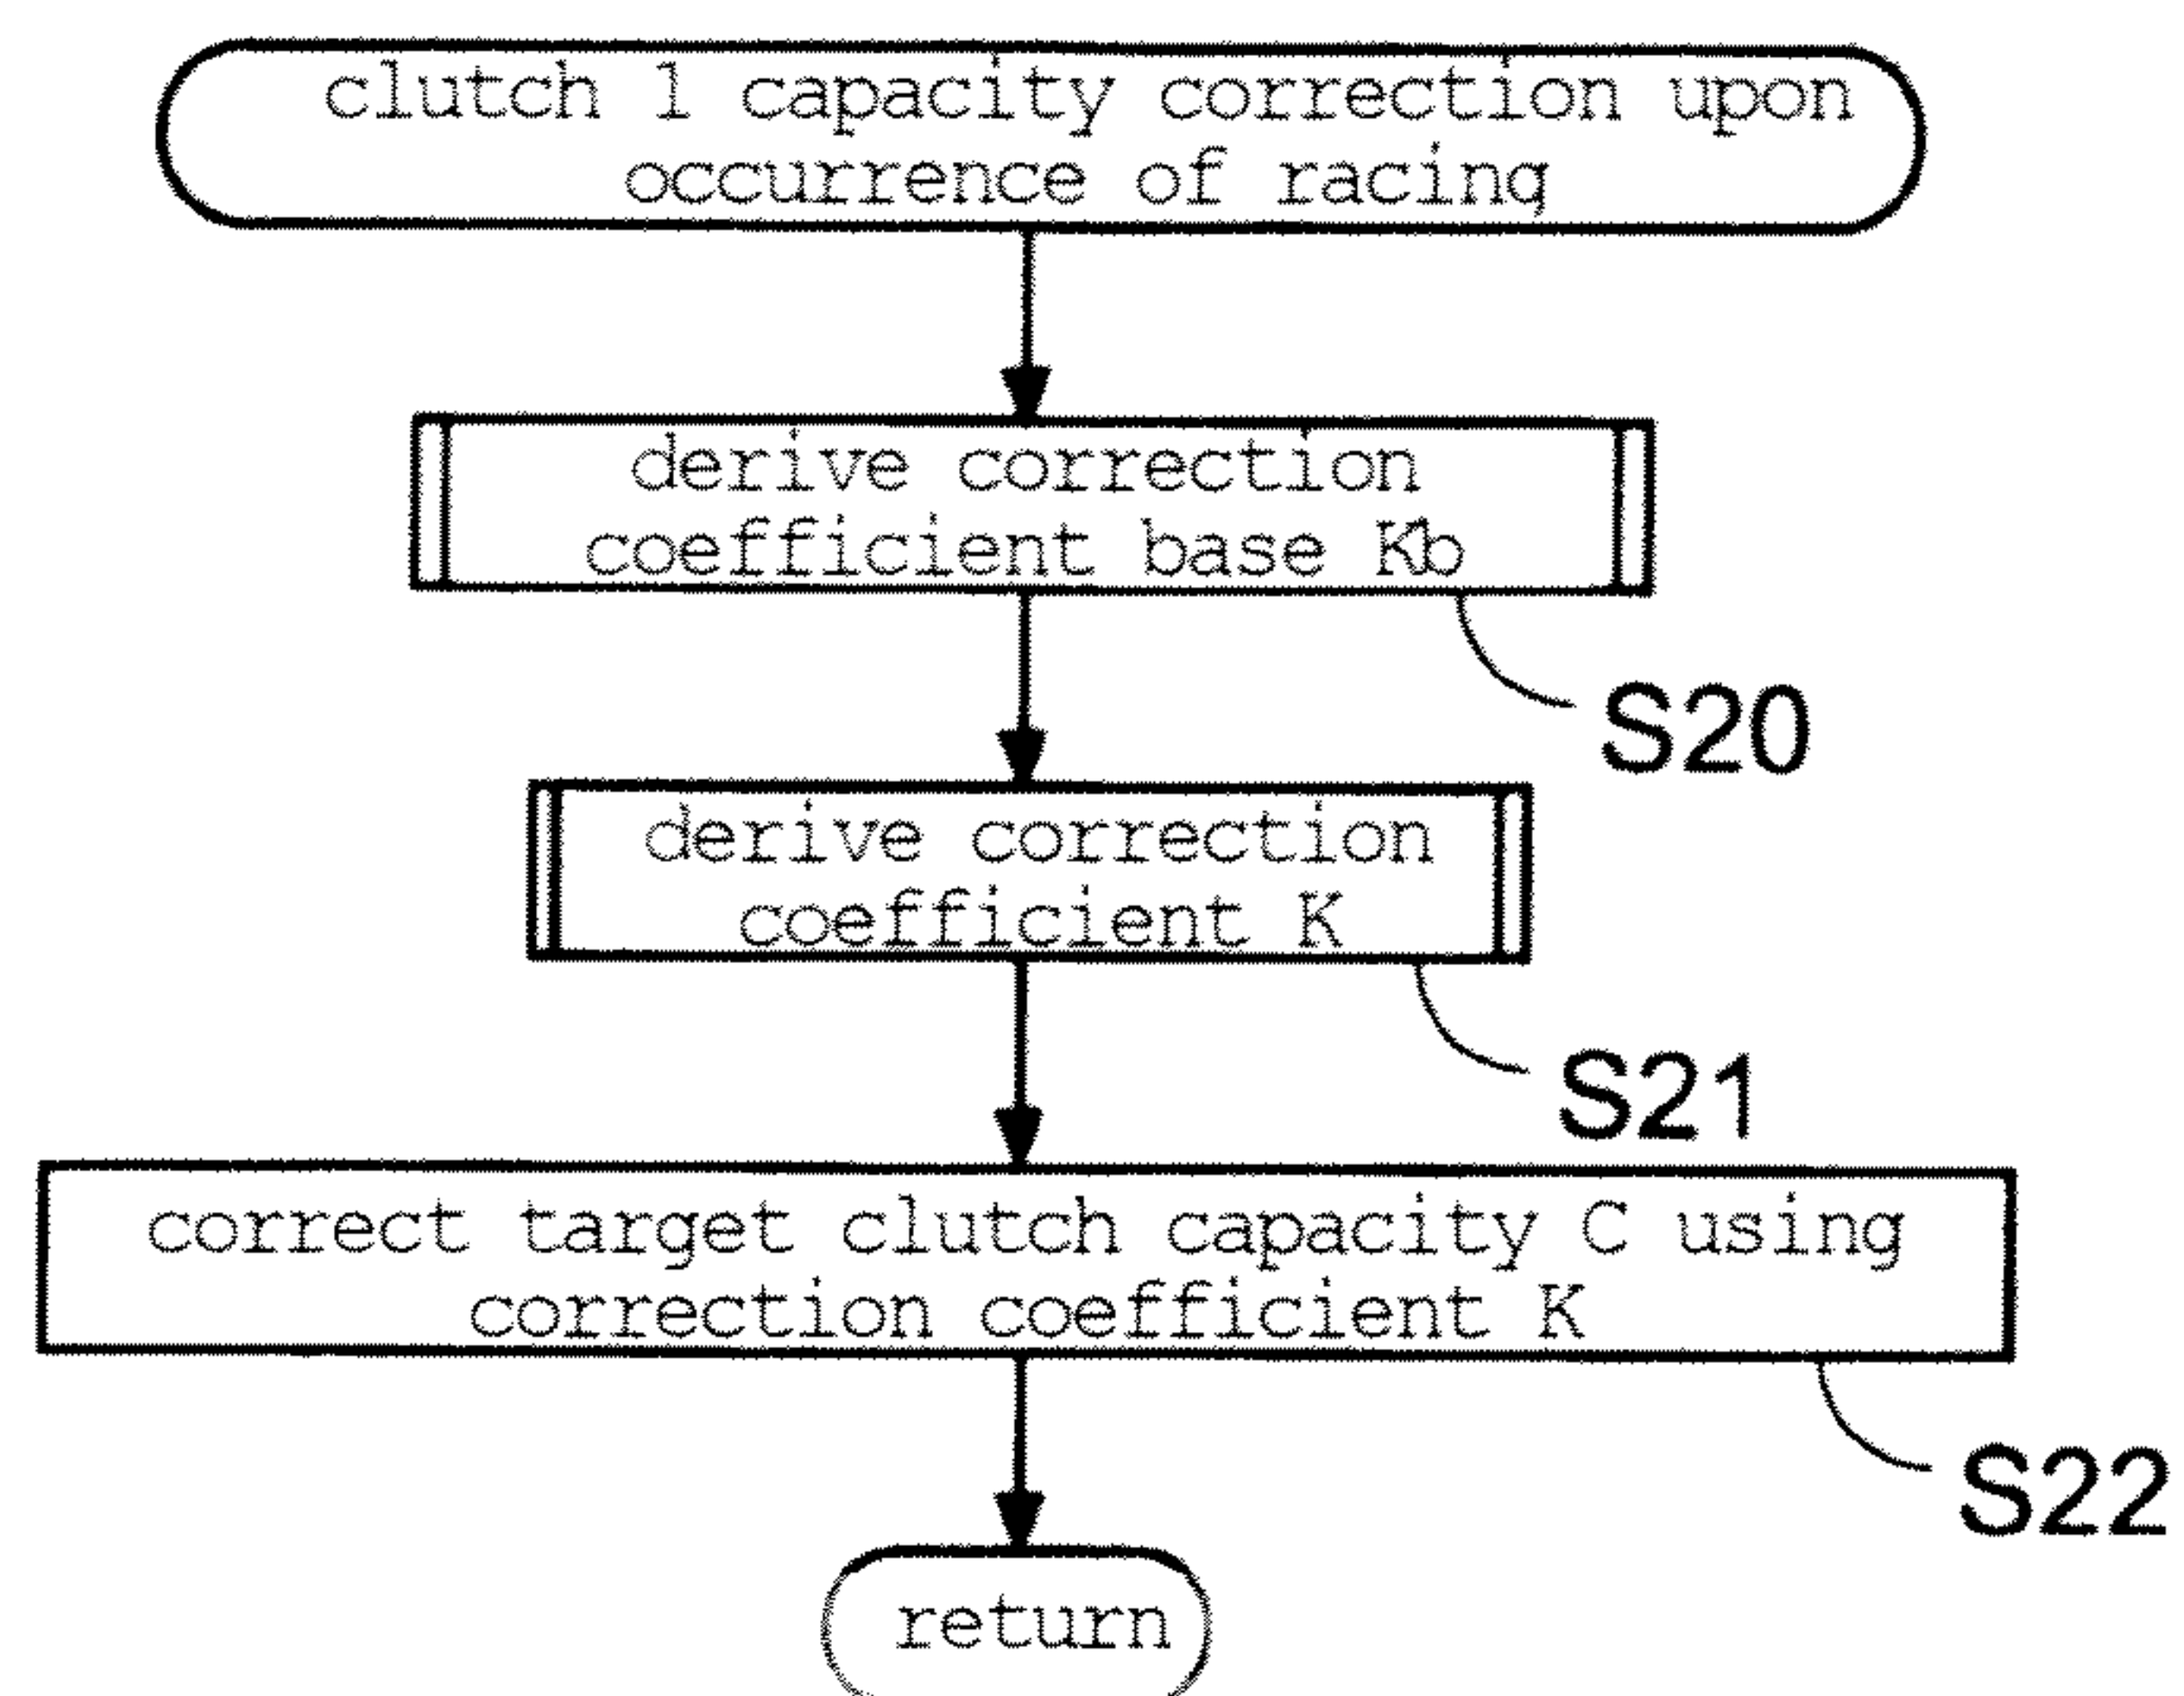 clutch 1 capacity correction upon
occurrence of racing
derive correction
coefficient base Kb
S20
derive correction
coefficient K
S21
correct target clutch capacity C using
correction coefficient K
S22
return